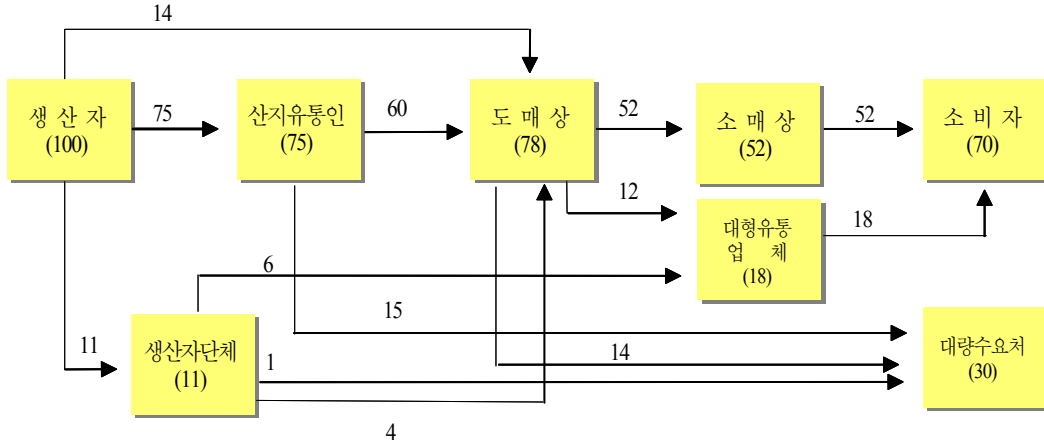 14
생 산 자
(100)
75
산지유통인
(75)
60
도 매 상
(78)
52
소 매 상
(52)
52
소 비 자
(70)
12
대형유통
업 체
(18)
18
6
15
11
생산자단체
(11)
1
14
대량수요처
(30)
4